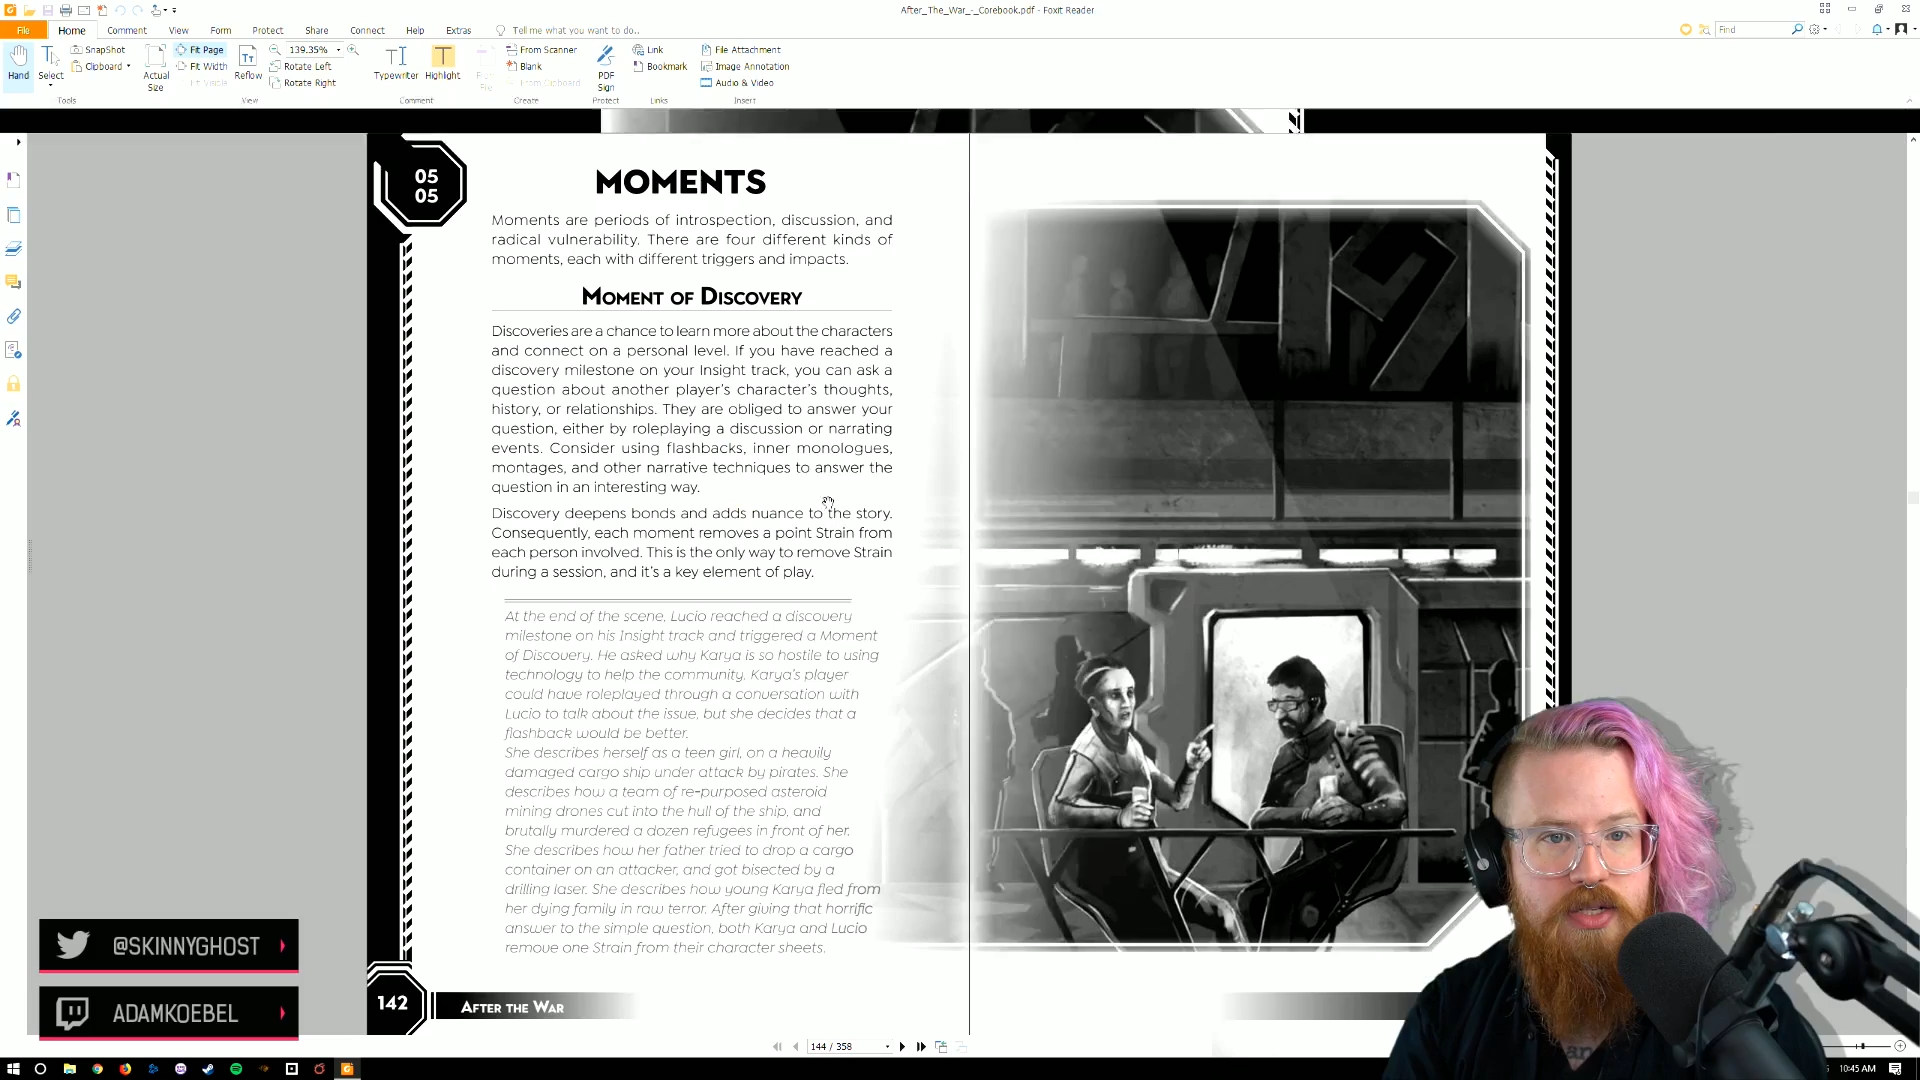 After_The_War_-_Corebook.pdf - Foxit Reader
File Home Comment View Form Protect Share Connect Help Extras Tell me what you want to do..
Find
SnapShot
Clipboard
Hand
Select
Tools
Actual Size
Fit Page
Fit Width
Fit Visible
Reflow
139.35%
Rotate Left
Rotate Right
View
Typewriter
Highlight
Comment
From Scanner
Blank
From Clipboard
Create
PDF Sign
Protect
Link
Bookmark
Links
File Attachment
Image Annotation
Audio & Video
Insert
05
05
MOMENTS
Moments are periods of introspection, discussion, and
radical vulnerability. There are four different kinds of
moments, each with different triggers and impacts.
MOMENT OF DISCOVERY
Discoveries are a chance to learn more about the characters
and connect on a personal level. If you have reached a
discovery milestone on your Insight track, you can ask a
question about another player's character's thoughts,
history, or relationships. They are obliged to answer your
question, either by roleplaying a discussion or narrating
events. Consider using flashbacks, inner monologues,
montages, and other narrative techniques to answer the
question in an interesting way.
Discovery deepens bonds and adds nuance to the story.
Consequently, each moment removes a point Strain from
each person involved. This is the only way to remove Strain
during a session, and it's a key element of play.
At the end of the scene, Lucio reached a discovery
milestone on his Insight track and triggered a Moment
of Discovery. He asked why Karya is so hostile to using
technology to help the community. Karya's player
could have roleplayed through a conversation with
Lucio to talk about the issue, but she decides that a
flashback would be better.
She describes herself as a teen girl, on a heavily
damaged cargo ship under attack by pirates. She
describes how a team of re-purposed asteroid
mining drones cut into the hull of the ship, and
brutally murdered a dozen refugees in front of her.
She describes how her father tried to drop a cargo
container on an attacker, and got bisected by a
drilling laser. She describes how young Karya fled from
her dying family in raw terror. After giving that horrific
answer to the simple question, both Karya and Lucio
remove one Strain from their character sheets.
142
AFTER THE WAR
@SKINNYGHOST
ADAMKOEBEL
144 / 358
10:45 AM